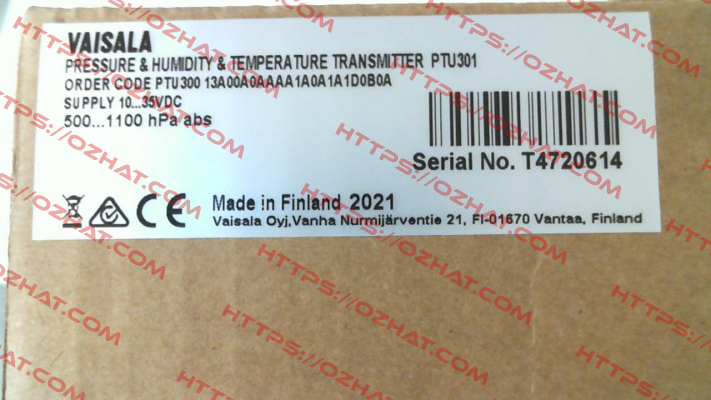 VAISALA
PRESSURE & HUMIDITY & TEMPERATURE TRANSMITTER PTU301
ORDER CODE PTU300 13A00A0AAAA1A0A1A1D0B0A
SUPPLY 10...35VDC
500...1100 hPa abs
Serial No. T4720614
CE
Made in Finland 2021
Vaisala Oyj,Vanha Nurmijärventie 21, FI-01670 Vantaa, Finland
HTTPS://OZHAT.COM